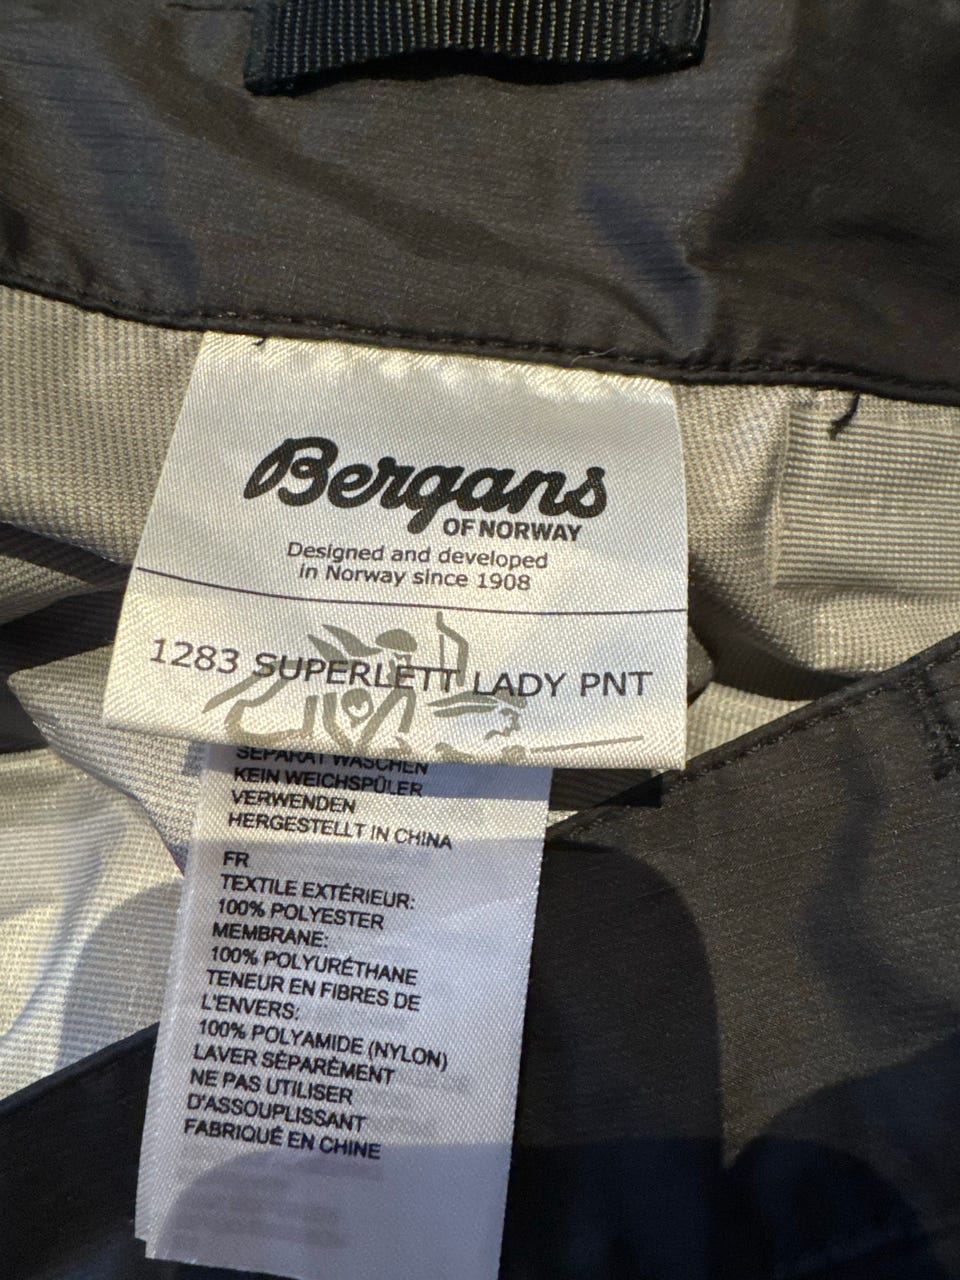 Bergans
OF NORWAY
Designed and developed
in Norway since 1908
1283 SUPERLETT LADY PNT
SEPARAT WASCHEN
KEIN WEICHSPÜLER
VERWENDEN
HERGESTELLT IN CHINA
FR
TEXTILE EXTÉRIEUR:
100% POLYESTER
MEMBRANE:
100% POLYURÉTHANE
TENEUR EN FIBRES DE
L'ENVERS:
100% POLYAMIDE (NYLON)
LAVER SÉPARÉMENT
NE PAS UTILISER
D'ASSOUPLISSANT
FABRIQUÉ EN CHINE